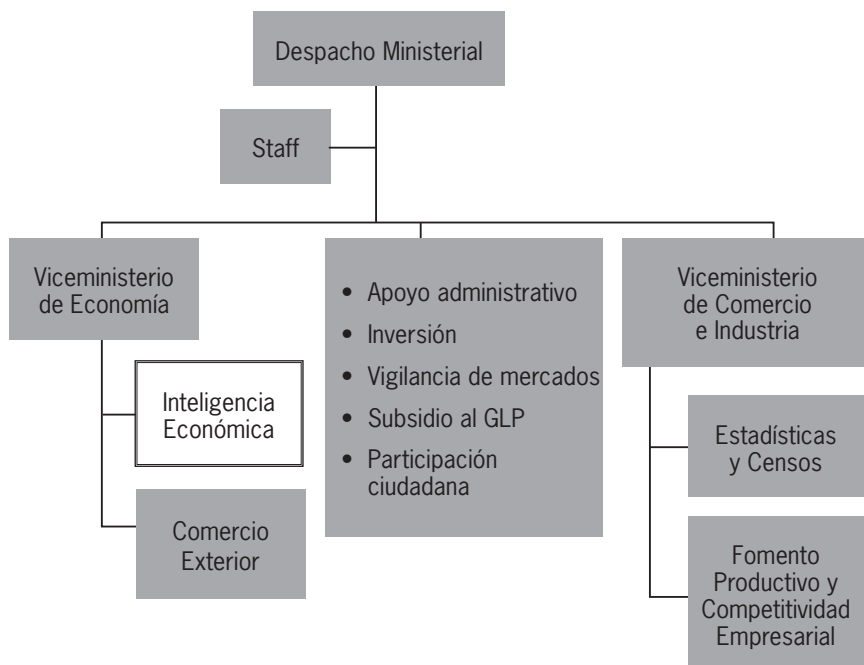 Despacho Ministerial
Staff
Viceministerio
de Economía
Inteligencia
Económica
Comercio
Exterior
• Apoyo administrativo
• Inversión
• Vigilancia de mercados
• Subsidio al GLP
• Participación
ciudadana
Viceministerio
de Comercio
e Industria
Estadísticas
y Censos
Fomento
Productivo y
Competitividad
Empresarial